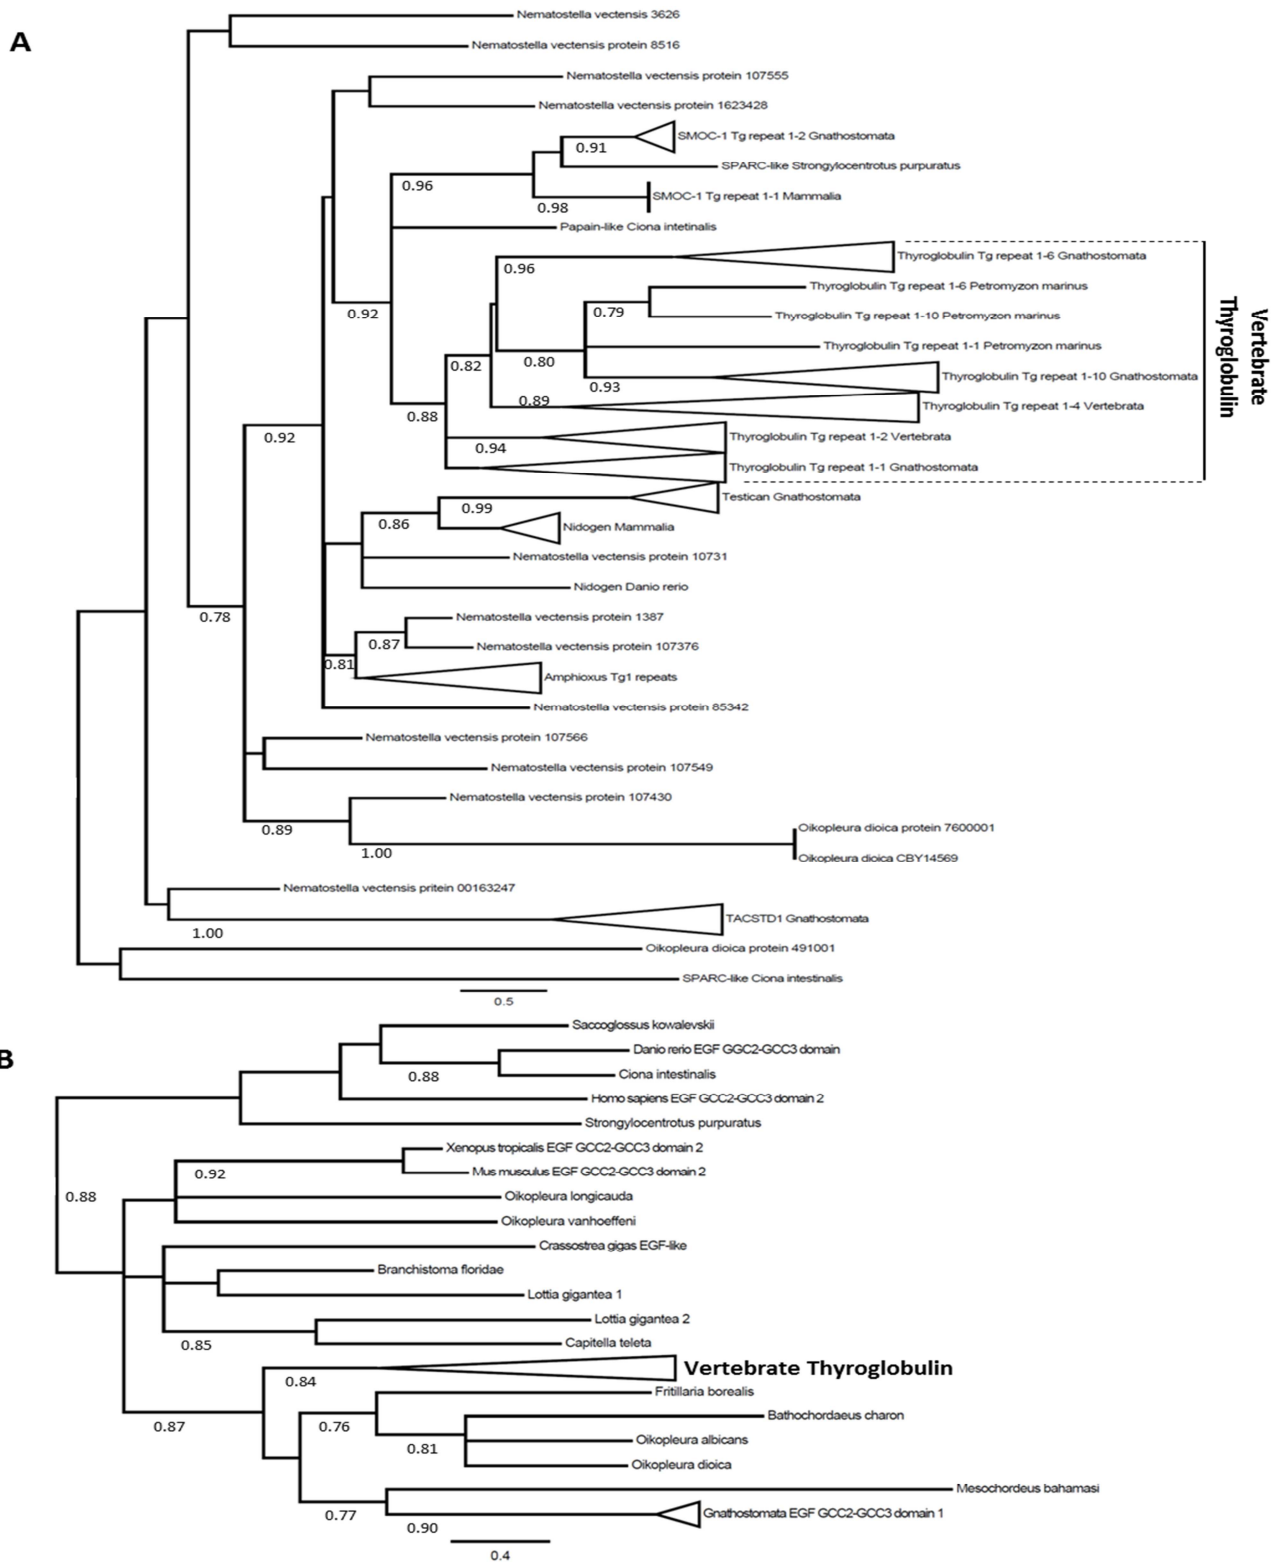 A
Nematostella vectensis 3626
Nematostella vectensis protein 8516
Nematostella vectensis protein 107555
Nematostella vectensis protein 1623428
SMOC-1 Tg repeat 1-2 Gnathostomata
0.91
SPARC-like Strongylocentrotus purpuratus
0.96
SMOC-1 Tg repeat 1-1 Mammalia
0.98
Papain-like Ciona intetinalis
Thyroglobulin Tg repeat 1-6 Gnathostomata
0.96
Thyroglobulin Tg repeat 1-6 Petromyzon marinus
0.79
Thyroglobulin Tg repeat 1-10 Petromyzon marinus
0.92
Thyroglobulin Tg repeat 1-1 Petromyzon marinus
0.80
0.82
Thyroglobulin Tg repeat 1-10 Gnathostomata
0.93
0.89
Thyroglobulin Tg repeat 1-4 Vertebrata
0.88
Thyroglobulin Tg repeat 1-2 Vertebrata
0.94
Thyroglobulin Tg repeat 1-1 Gnathostomata
Vertebrate
Thyroglobulin
0.92
Testican Gnathostomata
0.99
0.86
Nidogen Mammalia
Nematostella vectensis protein 10731
Nidogen Danio rerio
0.78
Nematostella vectensis protein 1387
0.87
Nematostella vectensis protein 107376
0.81
Amphioxus Tg1 repeats
Nematostella vectensis protein 85342
Nematostella vectensis protein 107566
Nematostella vectensis protein 107549
Nematostella vectensis protein 107430
0.89
Oikopleura dioica protein 7600001
1.00
Oikopleura dioica CBY14569
Nematostella vectensis pritein 00163247
TACSTD1 Gnathostomata
1.00
Oikopleura dioica protein 491001
SPARC-like Ciona intestinalis
0.5
B
Saccoglossus kowalevskii
Danio rerio EGF GGC2-GCC3 domain
0.88
Ciona intestinalis
Homo sapiens EGF GCC2-GCC3 domain 2
Strongylocentrotus purpuratus
Xenopus tropicalis EGF GCC2-GCC3 domain 2
0.92
Mus musculus EGF GCC2-GCC3 domain 2
0.88
Oikopleura longicauda
Oikopleura vanhoeffeni
Crassostrea gigas EGF-like
Branchistoma floridae
Lottia gigantea 1
Lottia gigantea 2
0.85
Capitella teleta
Vertebrate Thyroglobulin
0.84
Fritillaria borealis
0.87
0.76
Bathochordaeus charon
0.81
Oikopleura albicans
Oikopleura dioica
Mesochordeus bahamasi
0.77
Gnathostomata EGF GCC2-GCC3 domain 1
0.90
0.4